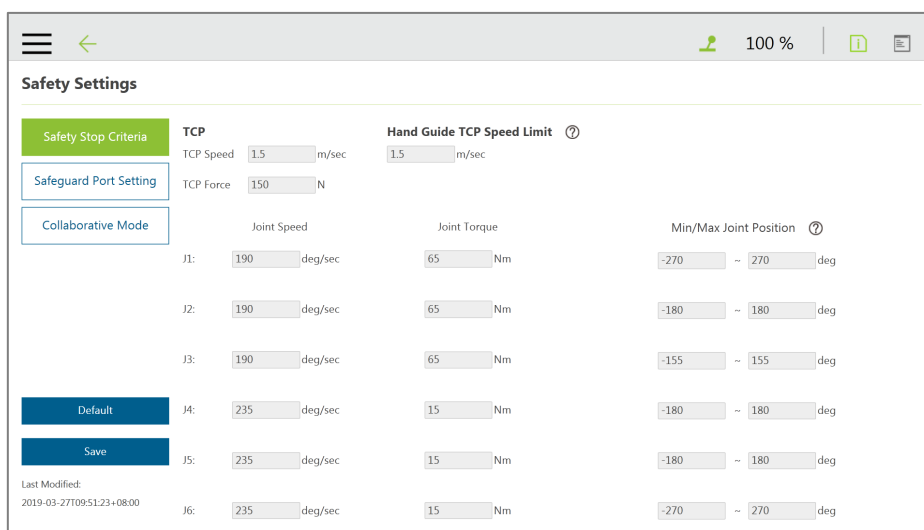 100 %
Safety Settings
Safety Stop Criteria
Safeguard Port Setting
Collaborative Mode
TCP
Hand Guide TCP Speed Limit ?
TCP Speed 1.5 m/sec
1.5 m/sec
TCP Force 150 N
Joint Speed Joint Torque Min/Max Joint Position ?
J1: 190 deg/sec 65 Nm -270 ~ 270 deg
J2: 190 deg/sec 65 Nm -180 ~ 180 deg
J3: 190 deg/sec 65 Nm -155 ~ 155 deg
J4: 235 deg/sec 15 Nm -180 ~ 180 deg
J5: 235 deg/sec 15 Nm -180 ~ 180 deg
J6: 235 deg/sec 15 Nm -270 ~ 270 deg
Default
Save
Last Modified:
2019-03-27T09:51:23+08:00